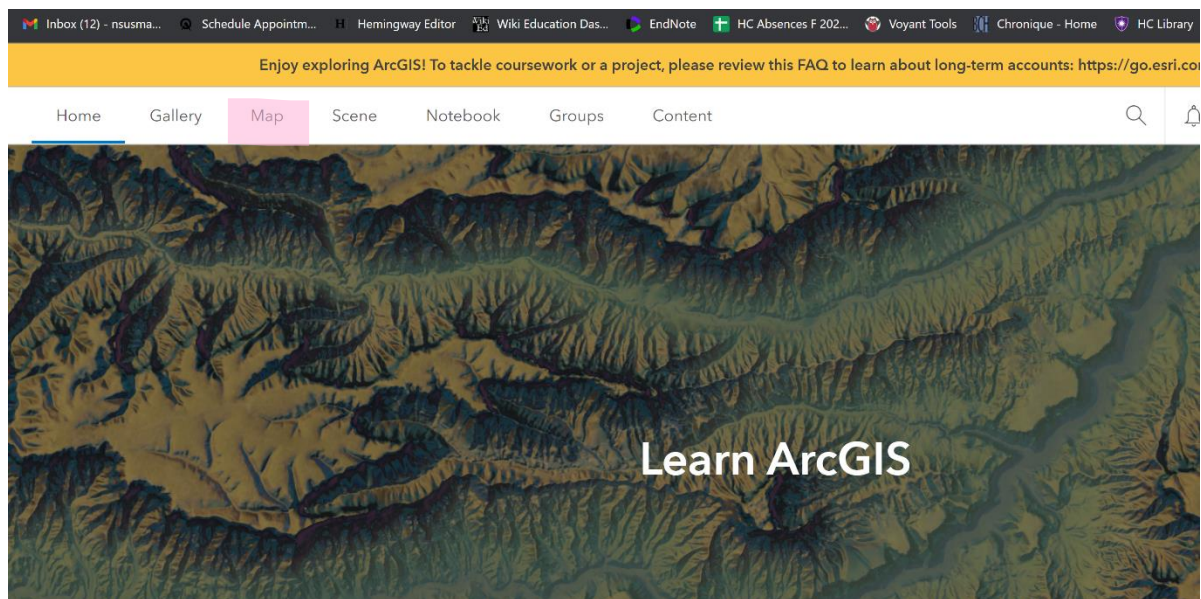 Inbox (12) - nsusma... Schedule Appointm... H Hemingway Editor Wiki Ed Wiki Education Das... EndNote HC Absences F 202... Voyant Tools Chronique - Home HC Library
Enjoy exploring ArcGIS! To tackle coursework or a project, please review this FAQ to learn about long-term accounts: https://go.esri.co
Home Gallery Map Scene Notebook Groups Content
Learn ArcGIS